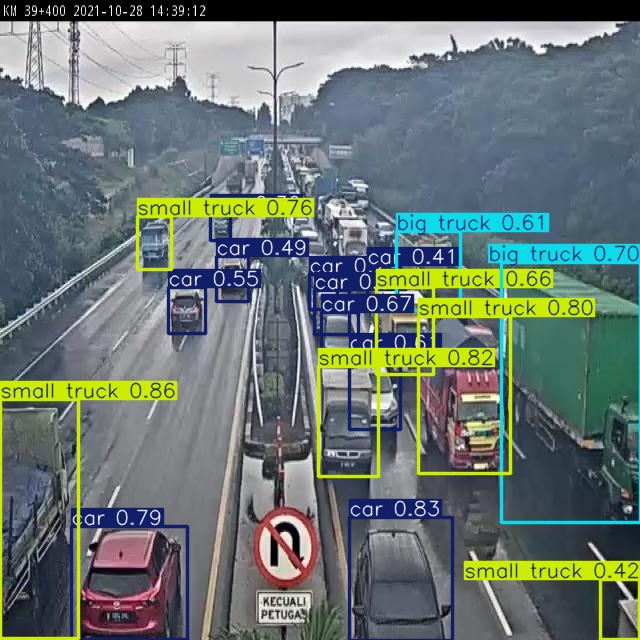 KM 39+400 2021-10-28 14:39:12
small truck 0.76
big truck 0.61
car 0.49
car 0.41
big truck 0.70
car 0.55
small truck 0.66
car 0.67
small truck 0.80
car 0.61
small truck 0.82
small truck 0.86
car 0.79
car 0.83
small truck 0.42
KECUALI
PETUGAS